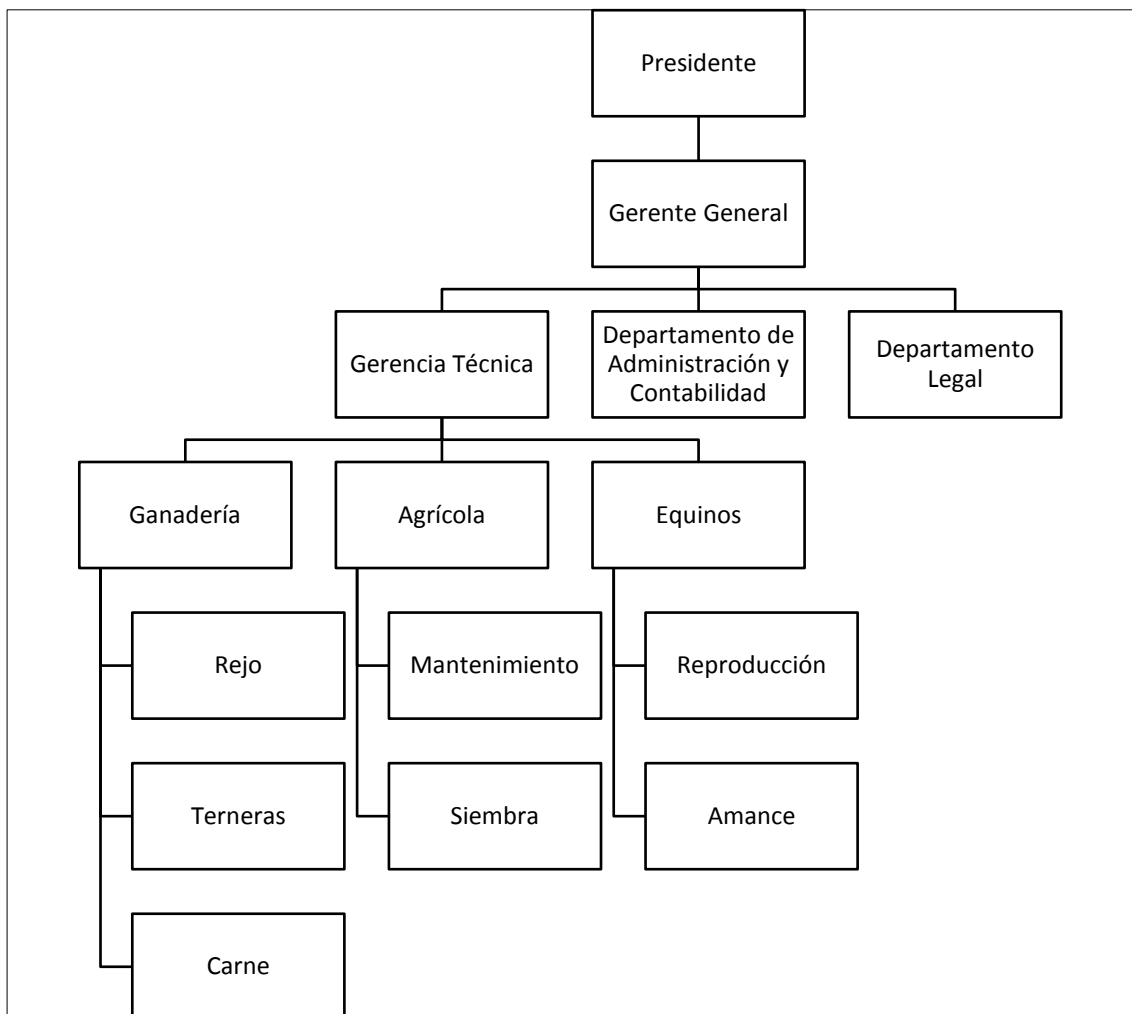 Presidente
Gerente General
Gerencia Técnica
Departamento de
Administración y
Contabilidad
Departamento
Legal
Ganadería
Agrícola
Equinos
Rejo
Mantenimiento
Reproducción
Terneras
Siembra
Amance
Carne